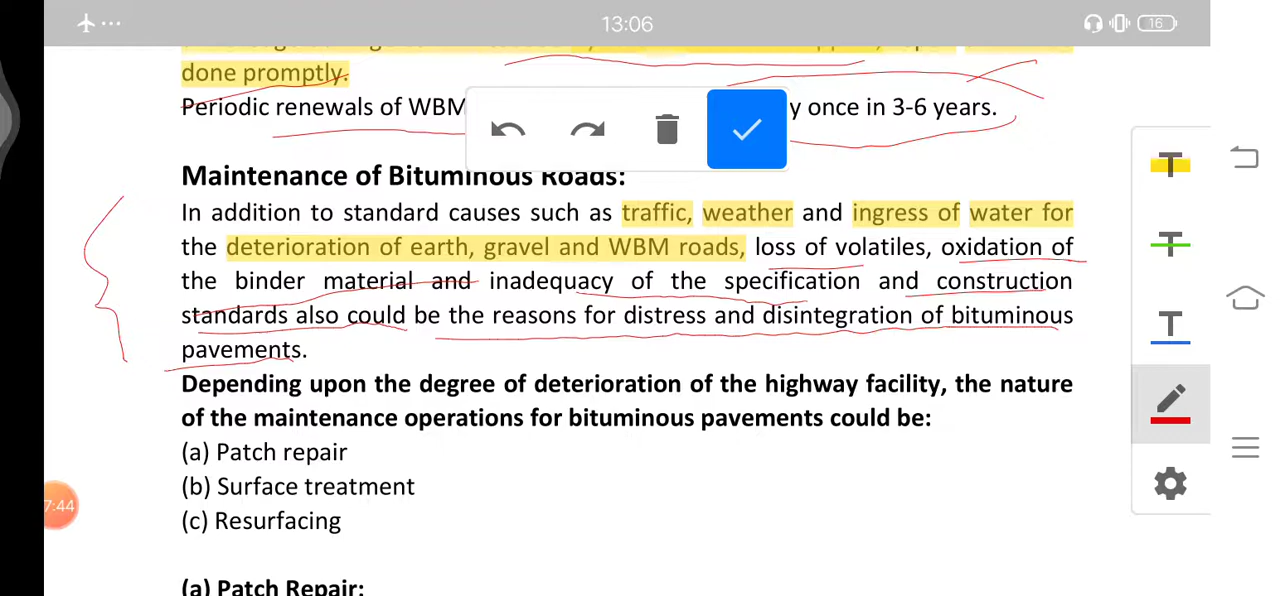 13:06
16
done promptly.
Periodic renewals of WBM y once in 3-6 years.
Maintenance of Bituminous Roads:
In addition to standard causes such as traffic, weather and ingress of water for
the deterioration of earth, gravel and WBM roads, loss of volatiles, oxidation of
the binder material and inadequacy of the specification and construction
standards also could be the reasons for distress and disintegration of bituminous
pavements.
Depending upon the degree of deterioration of the highway facility, the nature
of the maintenance operations for bituminous pavements could be:
(a) Patch repair
(b) Surface treatment
(c) Resurfacing
7:44
(a) Patch Repair: